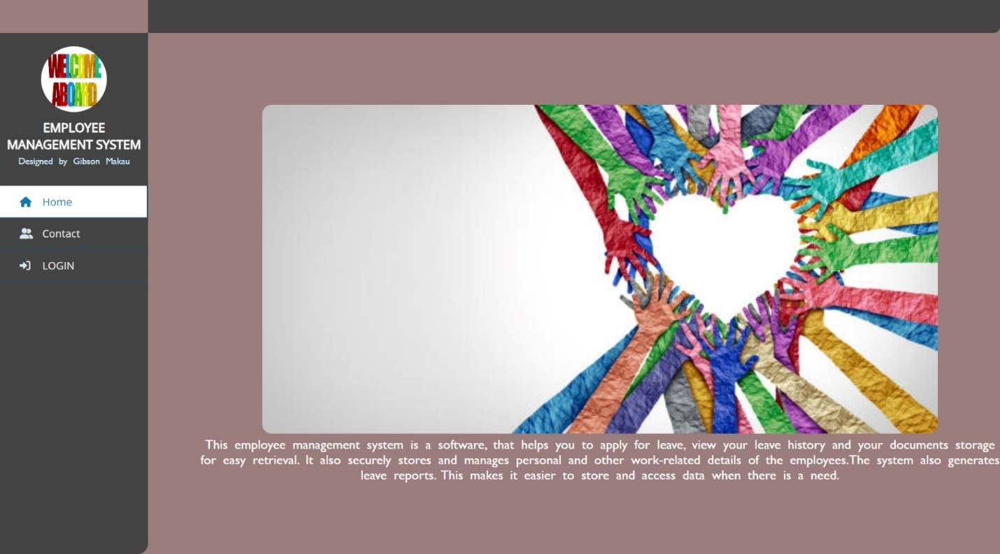 WELCOME
ABOARD
EMPLOYEE
MANAGEMENT SYSTEM
Designed by Gibson Makau
Home
Contact
LOGIN
This employee management system is a software, that helps you to apply for leave, view your leave history and your documents storage
for easy retrieval. It also securely stores and manages personal and other work-related details of the employees.The system also generates
leave reports. This makes it easier to store and access data when there is a need.